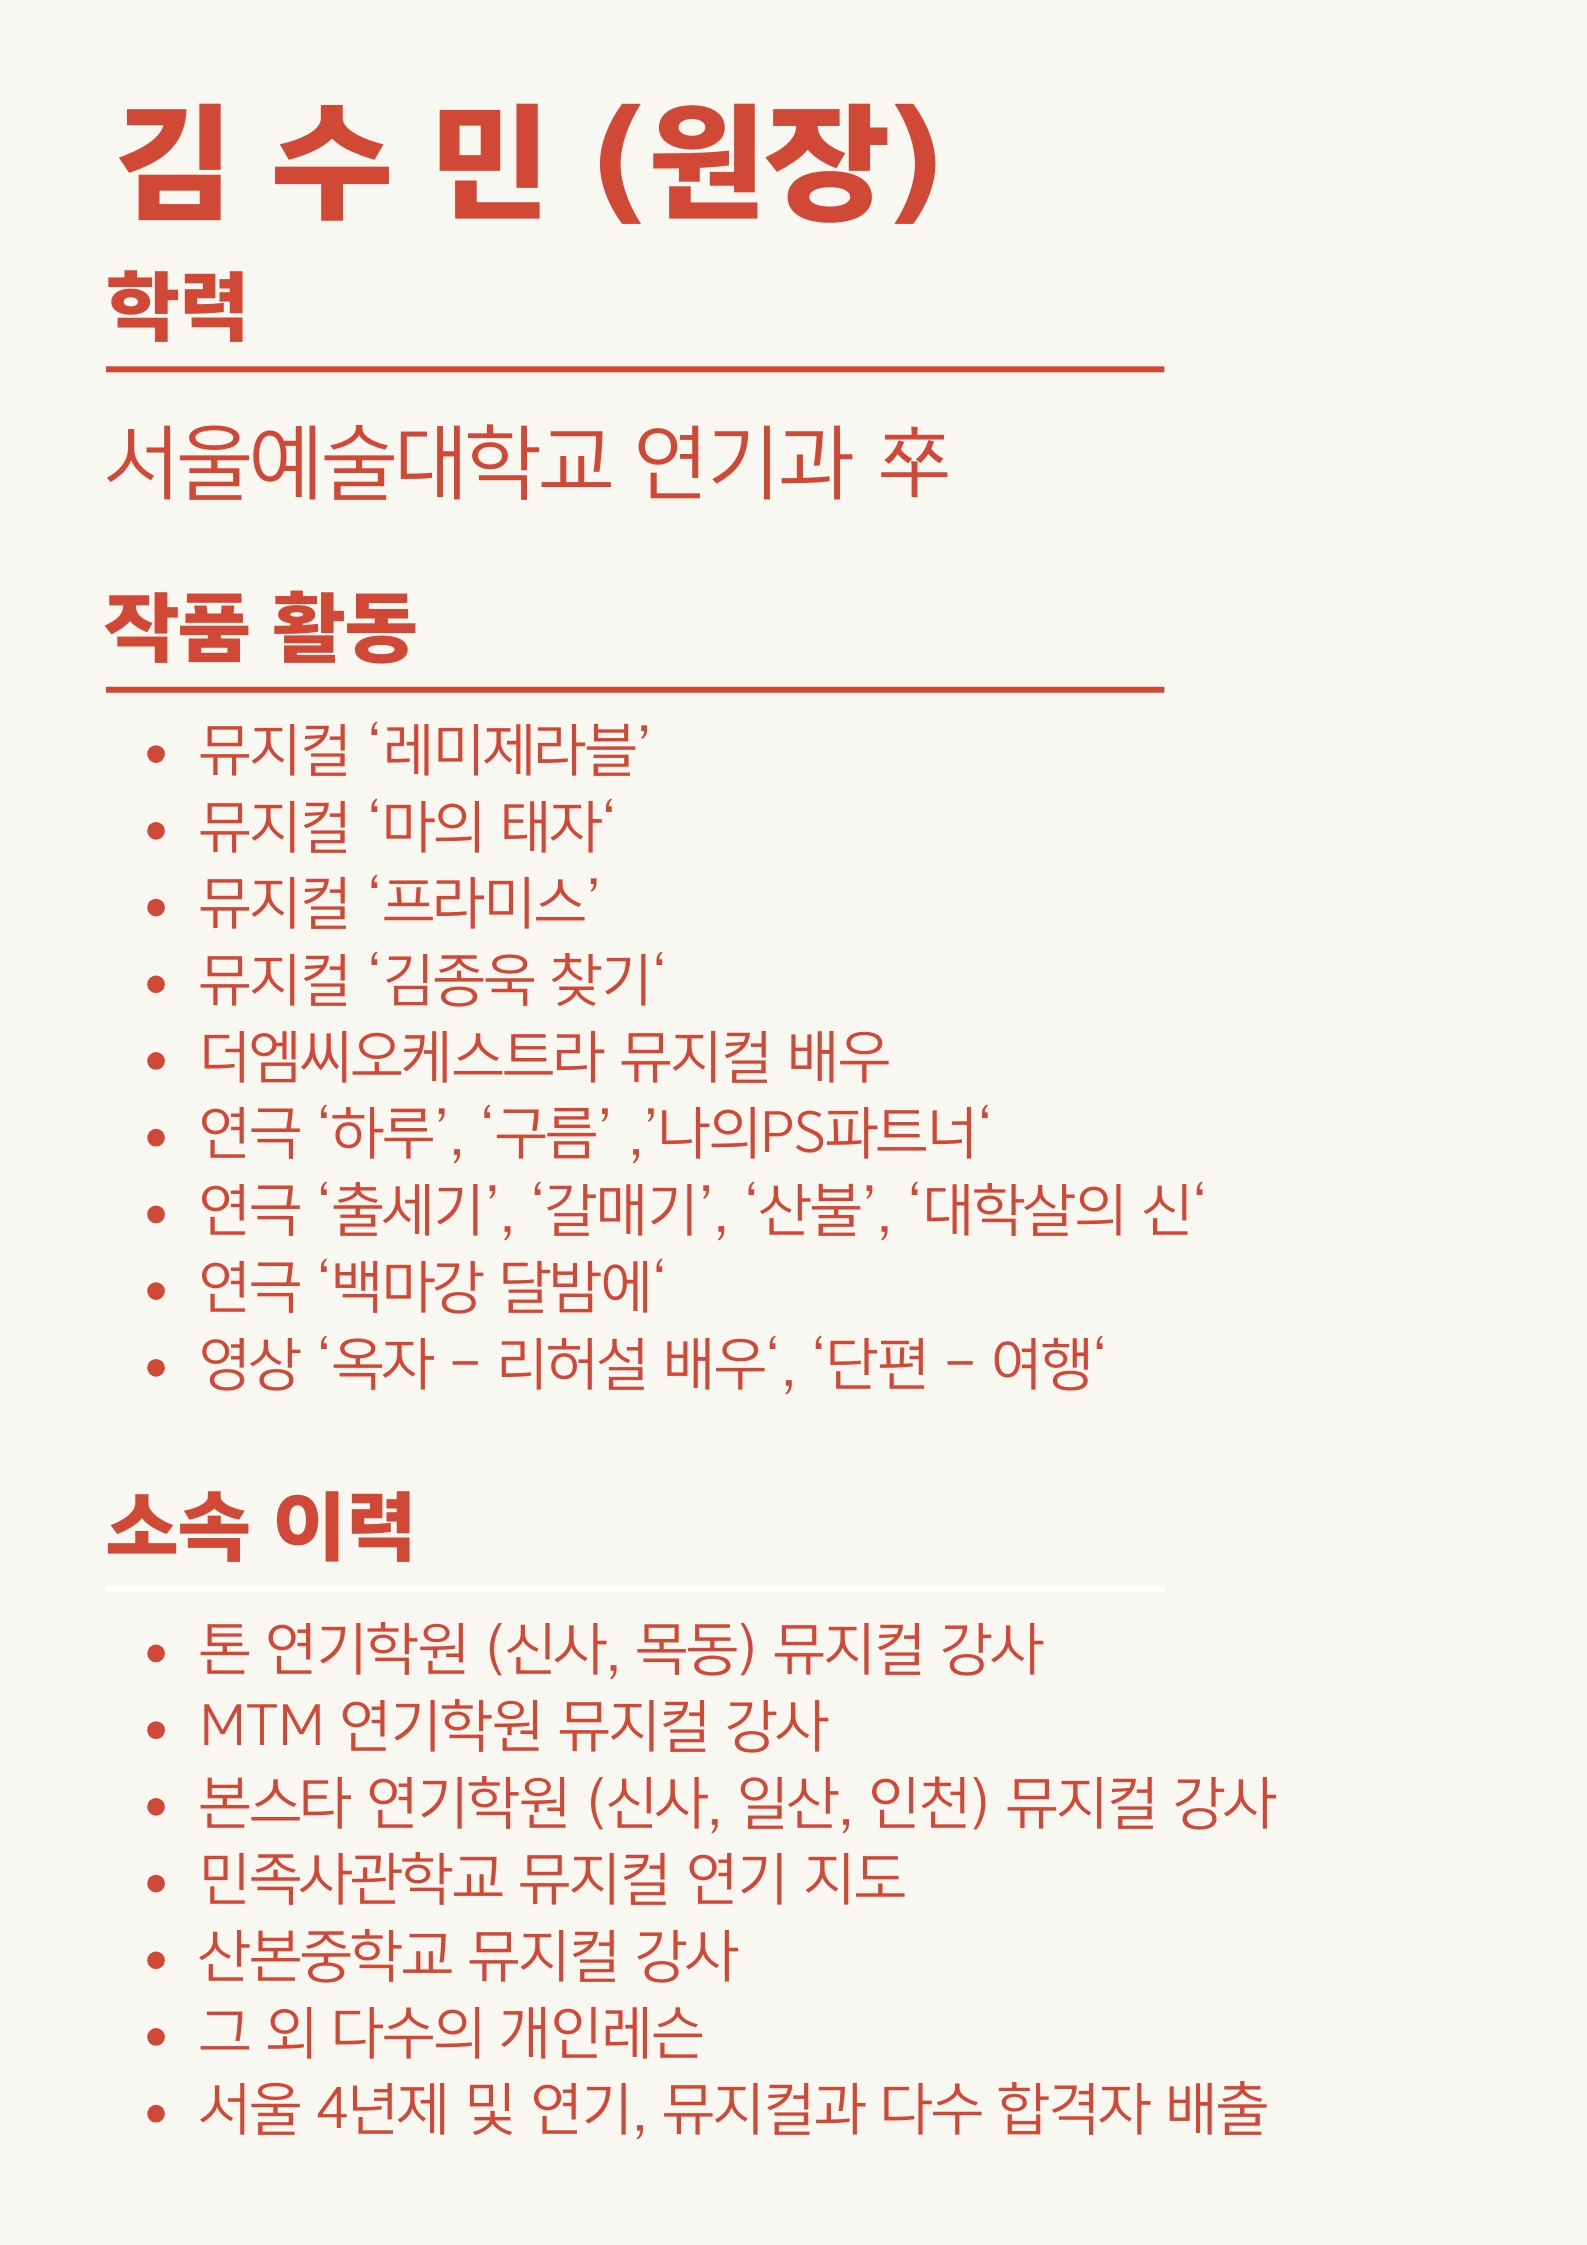 김 수 민 (원장)
학력
서울예술대학교 연기과 卒
작품 활동
• 뮤지컬 ‘레미제라블’
• 뮤지컬 ‘마의 태자‘
• 뮤지컬 ‘프라미스’
• 뮤지컬 ‘김종욱 찾기‘
• 더엠씨오케스트라 뮤지컬 배우
• 연극 ‘하루’, ‘구름’ ,’나의PS파트너‘
• 연극 ‘출세기’, ‘갈매기’, ‘산불’, ‘대학살의 신‘
• 연극 ‘백마강 달밤에‘
• 영상 ‘옥자 - 리허설 배우‘, ‘단편 - 여행‘
소속 이력
• 톤 연기학원 (신사, 목동) 뮤지컬 강사
• MTM 연기학원 뮤지컬 강사
• 본스타 연기학원 (신사, 일산, 인천) 뮤지컬 강사
• 민족사관학교 뮤지컬 연기 지도
• 산본중학교 뮤지컬 강사
• 그 외 다수의 개인레슨
• 서울 4년제 및 연기, 뮤지컬과 다수 합격자 배출